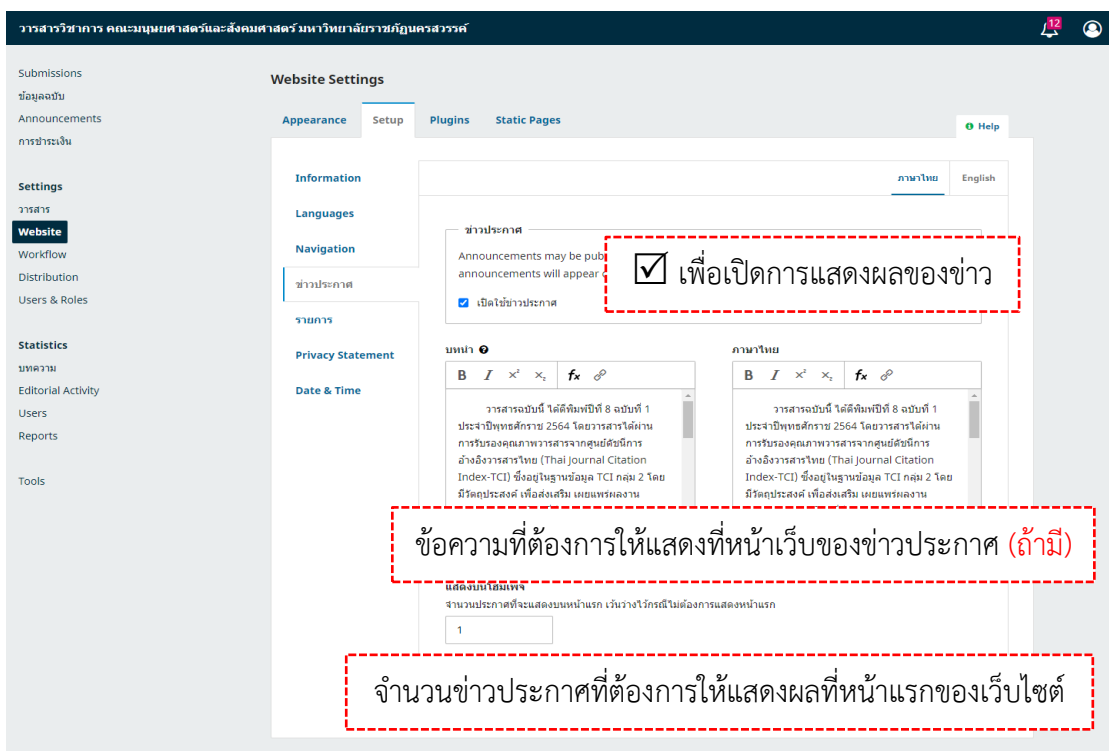 วารสารวิชาการ คณะมนุษยศาสตร์และสังคมศาสตร์ มหาวิทยาลัยราชภัฏนครสวรรค์
12
Submissions
ข้อมูลฉบับ
Announcements
การชำระเงิน
Settings
วารสาร
Website
Workflow
Distribution
Users & Roles
Statistics
บทความ
Editorial Activity
Users
Reports
Tools
Website Settings
Appearance Setup Plugins Static Pages
Help
Information
Languages
Navigation
ข่าวประกาศ
รายการ
Privacy Statement
Date & Time
ภาษาไทย English
ข่าวประกาศ
Announcements may be pub
announcements will appear
เปิดใช้ข่าวประกาศ
☑ เพื่อเปิดการแสดงผลของข่าว
บทนำ
B I x² x₂ fx
วารสารฉบับนี้ ได้ตีพิมพ์ปีที่ 8 ฉบับที่ 1
ประจำปีพุทธศักราช 2564 โดยวารสารได้ผ่าน
การรับรองคุณภาพวารสารจากศูนย์ดัชนีการ
อ้างอิงวารสารไทย (Thai Journal Citation
Index-TCI) ซึ่งอยู่ในฐานข้อมูล TCI กลุ่ม 2 โดย
มีวัตถุประสงค์ เพื่อส่งเสริม เผยแพร่ผลงาน
ภาษาไทย
B I x² x₂ fx
วารสารฉบับนี้ ได้ตีพิมพ์ปีที่ 8 ฉบับที่ 1
ประจำปีพุทธศักราช 2564 โดยวารสารได้ผ่าน
การรับรองคุณภาพวารสารจากศูนย์ดัชนีการ
อ้างอิงวารสารไทย (Thai Journal Citation
Index-TCI) ซึ่งอยู่ในฐานข้อมูล TCI กลุ่ม 2 โดย
มีวัตถุประสงค์ เพื่อส่งเสริม เผยแพร่ผลงาน
ข้อความที่ต้องการให้แสดงที่หน้าเว็บของข่าวประกาศ (ถ้ามี)
แสดงบนโฮมเพจ
จำนวนประกาศที่จะแสดงบนหน้าแรก เว้นว่างไว้กรณีไม่ต้องการแสดงหน้าแรก
1
จำนวนข่าวประกาศที่ต้องการให้แสดงผลที่หน้าแรกของเว็บไซต์